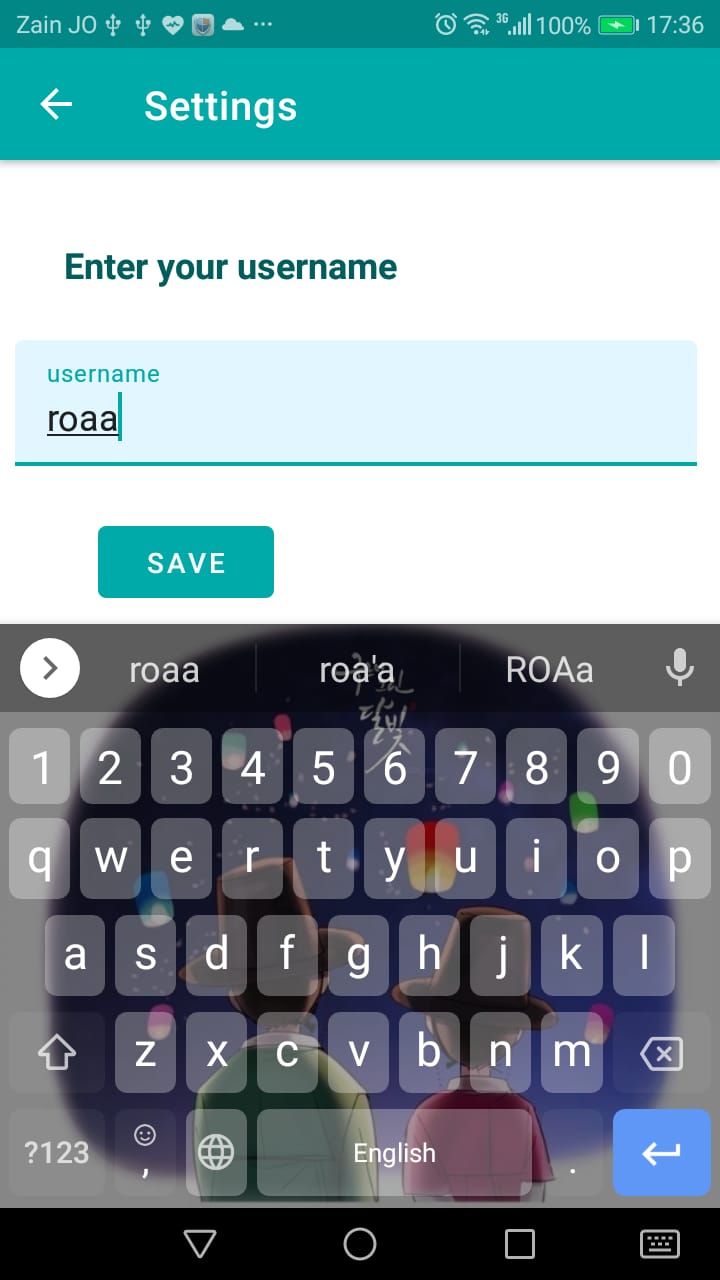 Zain JO 3G 100% 17:36
Settings
Enter your username
username
roaa
SAVE
roaa roa'a ROAa
1 2 3 4 5 6 7 8 9 0
q w e r t y u i o p
a s d f g h j k l
z x c v b n m
?123 , English .